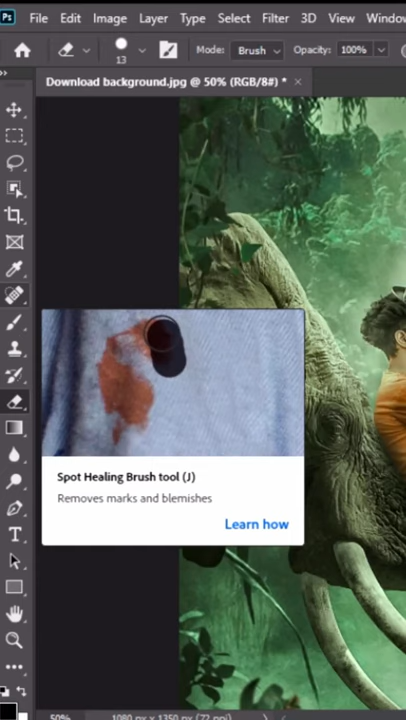 Ps File Edit Image Layer Type Select Filter 3D View Window
13 Mode: Brush Opacity: 100%
Download background.jpg @ 50% (RGB/8#) * ×
T
Spot Healing Brush tool (J)
Removes marks and blemishes
Learn how
50% 1080 px x 1350 px (72 ppi)